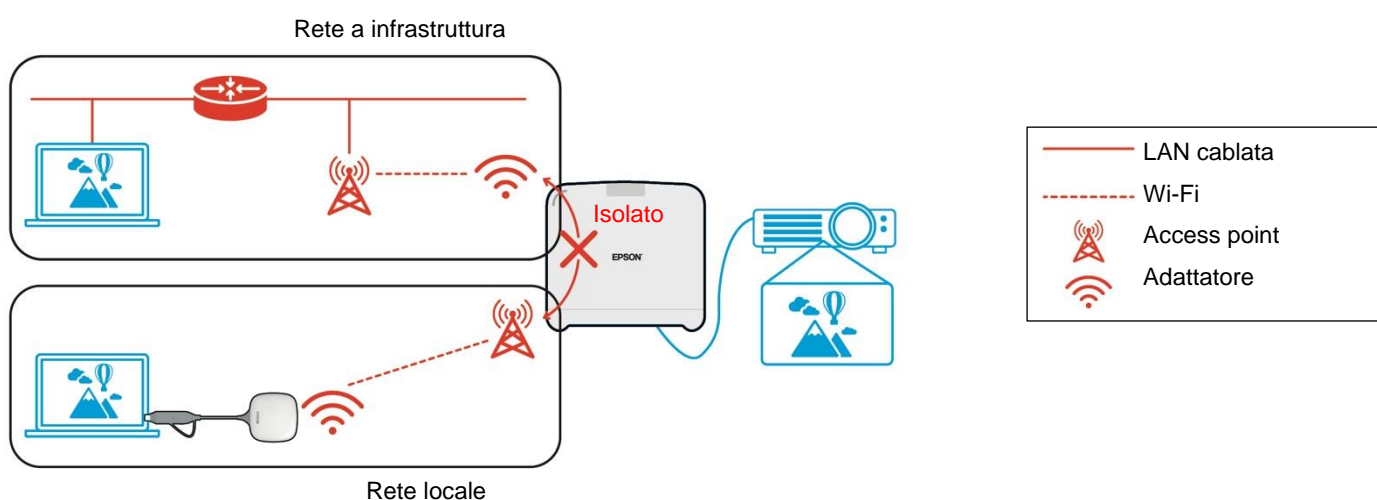 Rete a infrastruttura
Isolato
EPSON
Rete locale
LAN cablata
Wi-Fi
Access point
Adattatore